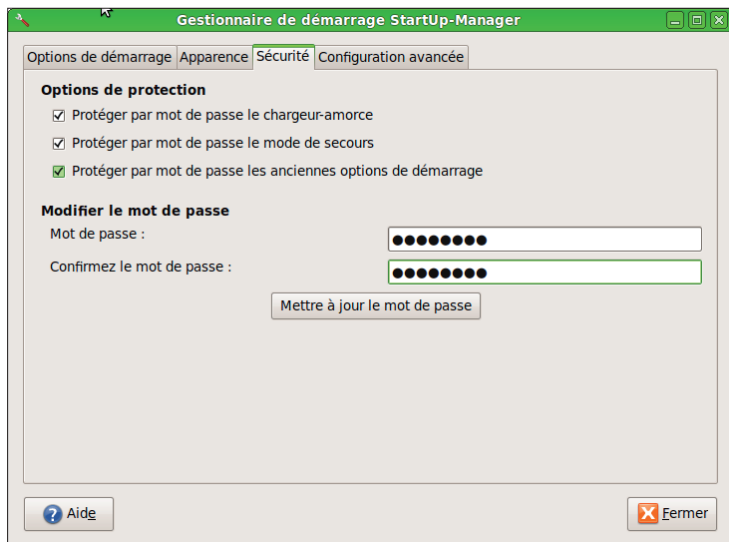 Gestionnaire de démarrage StartUp-Manager
Options de démarrage Apparence Sécurité Configuration avancée
Options de protection
Protéger par mot de passe le chargeur-amorce
Protéger par mot de passe le mode de secours
Protéger par mot de passe les anciennes options de démarrage
Modifier le mot de passe
Mot de passe : ●●●●●●●●
Confirmez le mot de passe : ●●●●●●●●
Mettre à jour le mot de passe
Aide Fermer